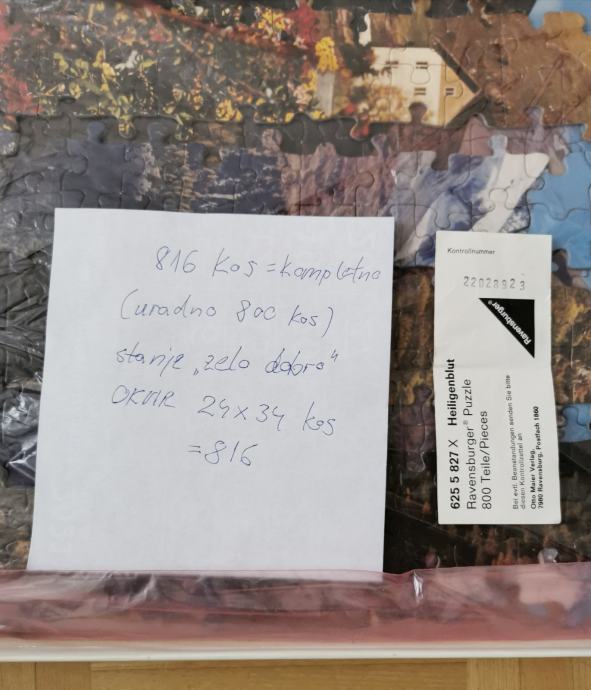 816 kos = kompletno
(uradno 800 kos)
stanje „zelo dobro"
OKVIR 24 x 34 kos
= 816
Kontrollnummer
22028923
Ravensburger®
625 5 827 X Heiligenblut
Ravensburger® Puzzle
800 Teile/Pieces
Bei evtl. Beanstandungen senden Sie bitte
diesen Kontrollzettel an
Otto Maier Verlag,
7980 Ravensburg, Postfach 1860